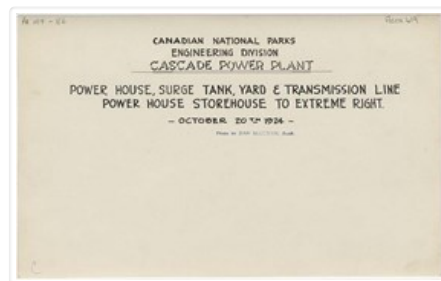 CANADIAN NATIONAL PARKS
ENGINEERING DIVISION
CASCADE POWER PLANT
POWER HOUSE, SURGE TANK, YARD & TRANSMISSION LINE
POWER HOUSE STOREHOUSE TO EXTREME RIGHT.
- OCTOBER 20TH 1924 -